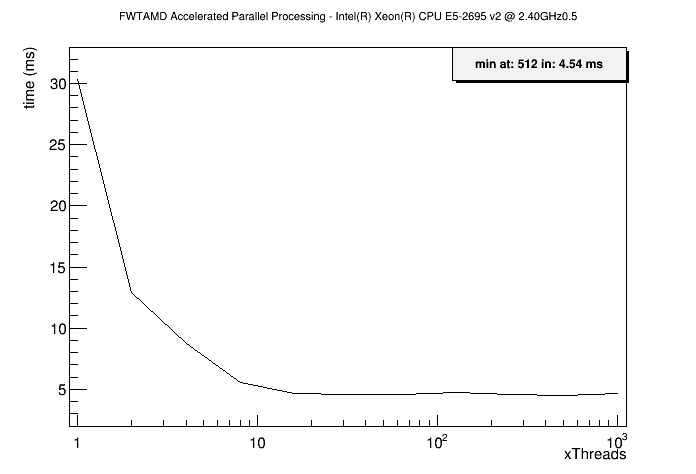 FWTAMD Accelerated Parallel Processing - Intel(R) Xeon(R) CPU E5-2695 v2 @ 2.40GHz0.5
min at: 512 in: 4.54 ms
time (ms)
30
25
20
15
10
5
1
10
10²
10³
xThreads